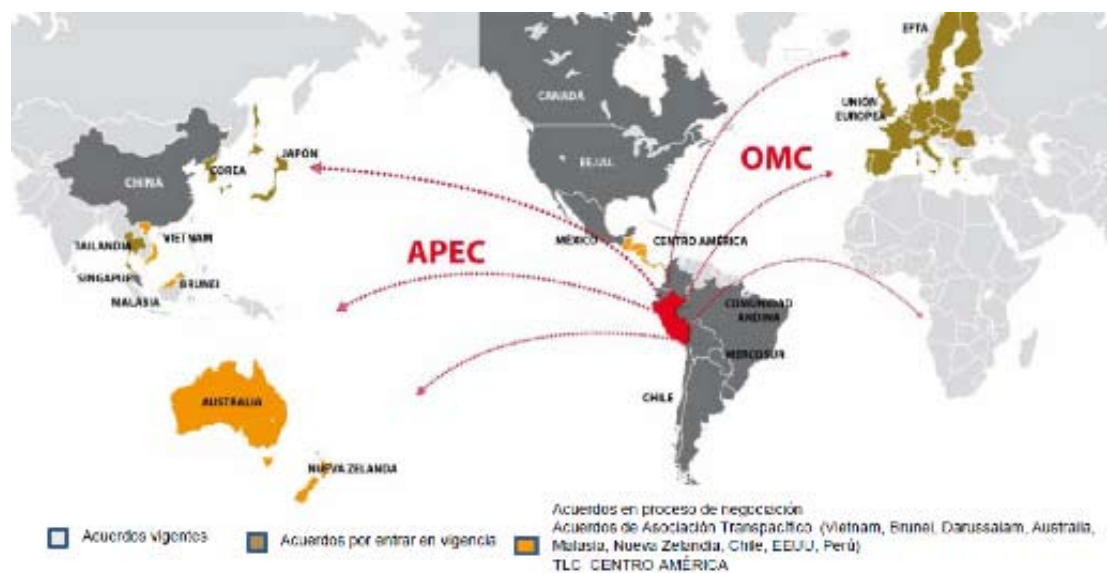 EFTA
CANADÁ
UNIÓN
EUROPEA
OMC
JAPÓN
EE.UU.
COREA
CHINA
VIETNAM
TAILANDIA
MÉXICO
CENTRO AMÉRICA
APEC
SINGAPUR
BRUNEI
MALASIA
COMUNIDAD
ANDINA
MERCOSUR
CHILE
AUSTRALIA
NUEVA ZELANDA
Acuerdos vigentes
Acuerdos por entrar en vigencia
Acuerdos en proceso de negociación
Acuerdos de Asociación Transpacífico (Vietnam, Brunei, Darussalam, Australia,
Malasia, Nueva Zelandia, Chile, EEUU, Perú)
TLC CENTRO AMÉRICA